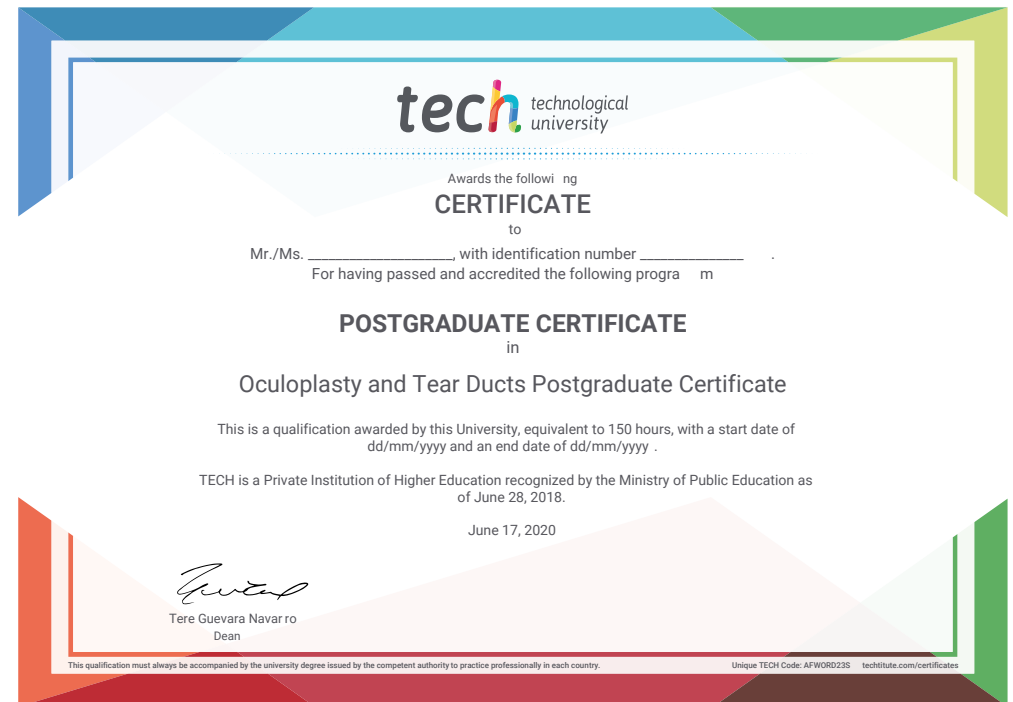 tech technological
university
Awards the followi ng
CERTIFICATE
to
Mr./Ms. _____________________, with identification number _______________ .
For having passed and accredited the following progra m
POSTGRADUATE CERTIFICATE
in
Oculoplasty and Tear Ducts Postgraduate Certificate
This is a qualification awarded by this University, equivalent to 150 hours, with a start date of
dd/mm/yyyy and an end date of dd/mm/yyyy .
TECH is a Private Institution of Higher Education recognized by the Ministry of Public Education as
of June 28, 2018.
June 17, 2020
Tere Guevara Navar ro
Dean
This qualification must always be accompanied by the university degree issued by the competent authority to practice professionally in each country. Unique TECH Code: AFWORD23S techtitute.com/certificates